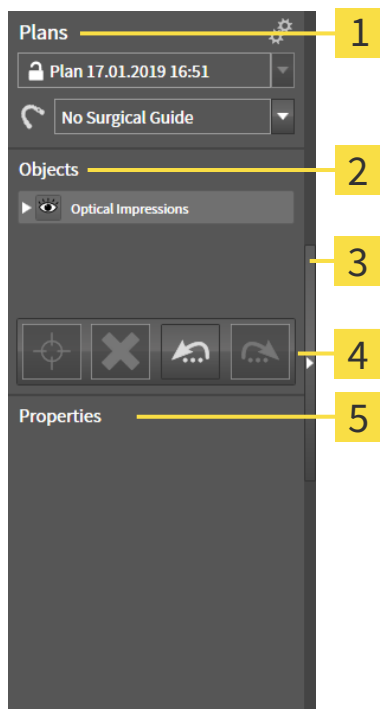 Plans
1
Plan 17.01.2019 16:51
No Surgical Guide
Objects
2
Optical Impressions
3
4
Properties
5